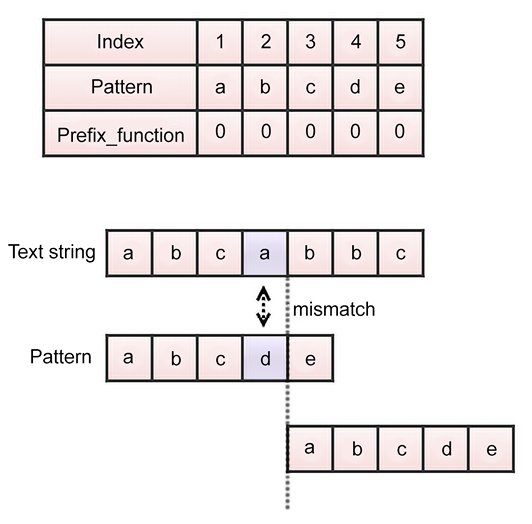 Index 1 2 3 4 5
Pattern a b c d e
Prefix_function 0 0 0 0 0
Text string a b c a b b c
mismatch
Pattern a b c d e
a b c d e